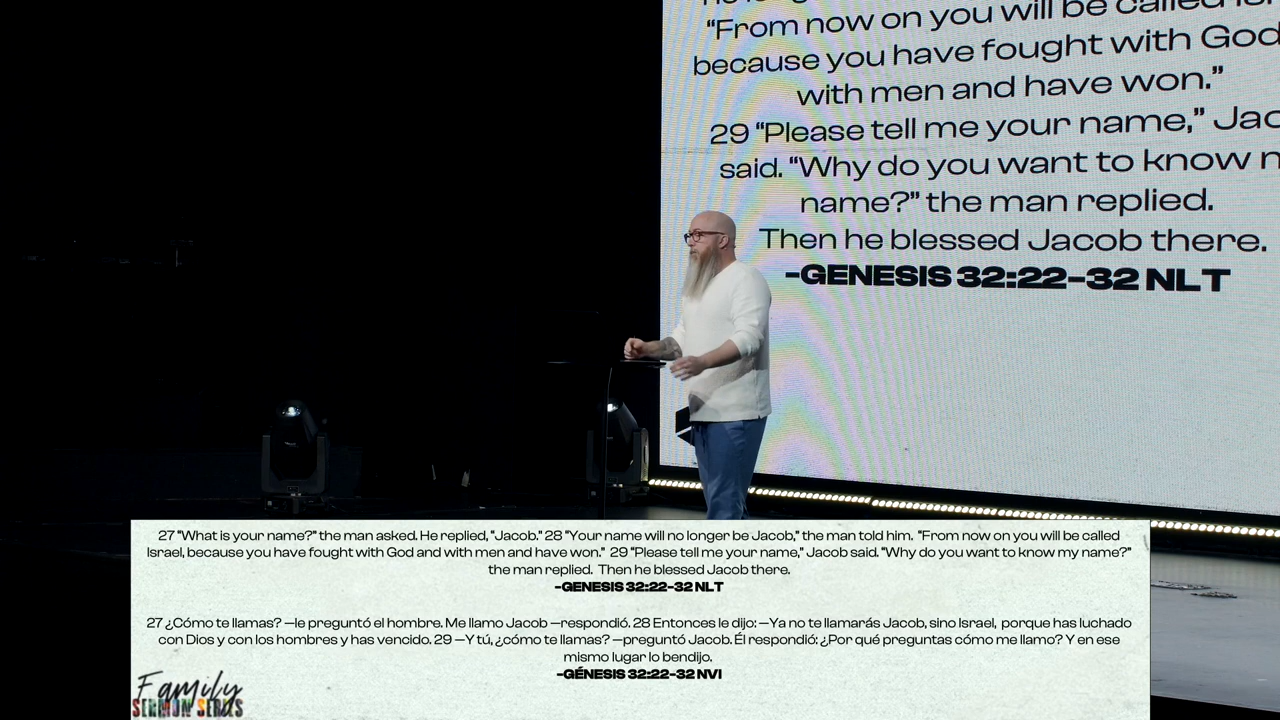 "From now on you will be called
because you have fought with God
with men and have won."
29 "Please tell me your name,"
said. "Why do you want to know
name?" the man replied.
Then he blessed Jacob there.
-GENESIS 32:22-32 NLT
27 "What is your name?" the man asked. He replied, "Jacob." 28 "Your name will no longer be Jacob," the man told him. "From now on you will be called
Israel, because you have fought with God and with men and have won." 29 "Please tell me your name," Jacob said. "Why do you want to know my name?"
the man replied. Then he blessed Jacob there.
-GENESIS 32:22-32 NLT
27 ¿Cómo te llamas? —le preguntó el hombre. Me llamo Jacob —respondió. 28 Entonces le dijo: —Ya no te llamarás Jacob, sino Israel, porque has luchado
con Dios y con los hombres y has vencido. 29 —Y tú, ¿cómo te llamas? —preguntó Jacob. Él respondió: ¿Por qué preguntas cómo me llamo? Y en ese
mismo lugar lo bendijo.
-GÉNESIS 32:22-32 NVI
Family
SERMON SERIES